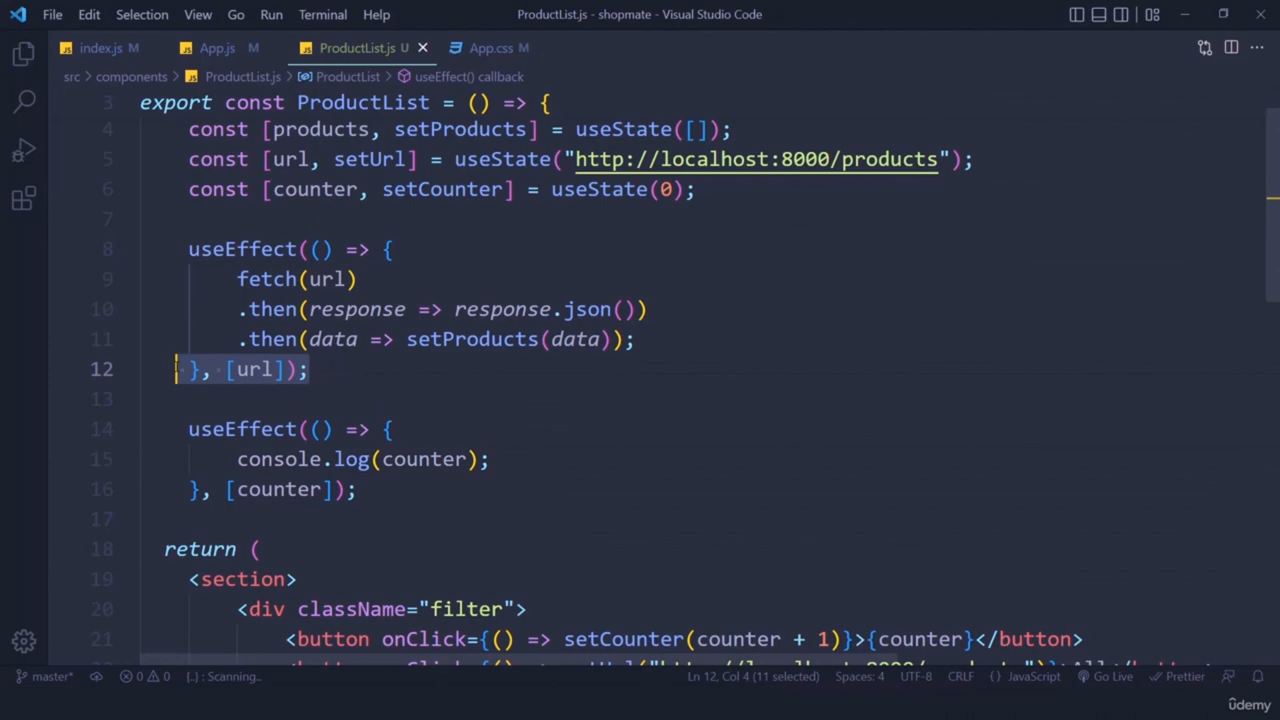 File Edit Selection View Go Run Terminal Help ProductList.js - shopmate - Visual Studio Code
JS index.js M JS App.js M JS ProductList.js U App.css M
src > components > JS ProductList.js > ProductList > useEffect() callback
3 export const ProductList = () => {
4 const [products, setProducts] = useState([]);
5 const [url, setUrl] = useState("http://localhost:8000/products");
6 const [counter, setCounter] = useState(0);
7
8 useEffect(() => {
9 fetch(url)
10 .then(response => response.json())
11 .then(data => setProducts(data));
12 }, [url]);
13
14 useEffect(() => {
15 console.log(counter);
16 }, [counter]);
17
18 return (
19 <section>
20 <div className="filter">
21 <button onClick={() => setCounter(counter + 1)}>{counter}</button>
master* 0 0 {..} : Scanning.. Ln 12, Col 4 (11 selected) Spaces: 4 UTF-8 CRLF {} JavaScript Go Live Prettier
udemy